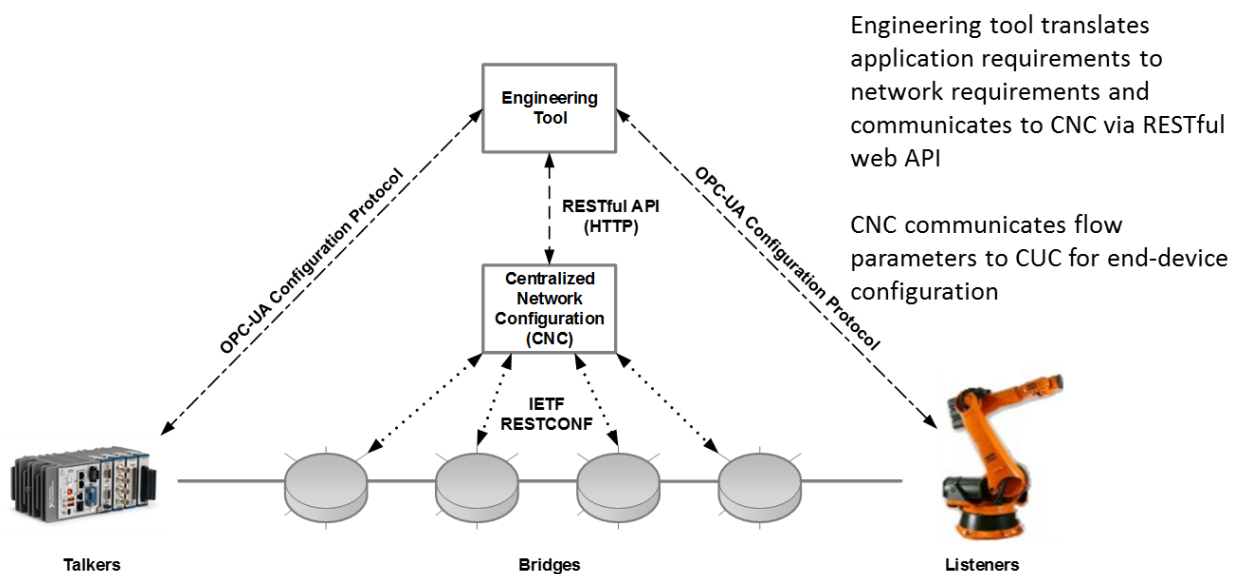 Engineering tool translates
application requirements to
network requirements and
communicates to CNC via RESTful
web API
CNC communicates flow
parameters to CUC for end-device
configuration
Engineering
Tool
OPC-UA Configuration Protocol
OPC-UA Configuration Protocol
RESTful API
(HTTP)
Centralized
Network
Configuration
(CNC)
IETF
RESTCONF
Talkers
Bridges
Listeners